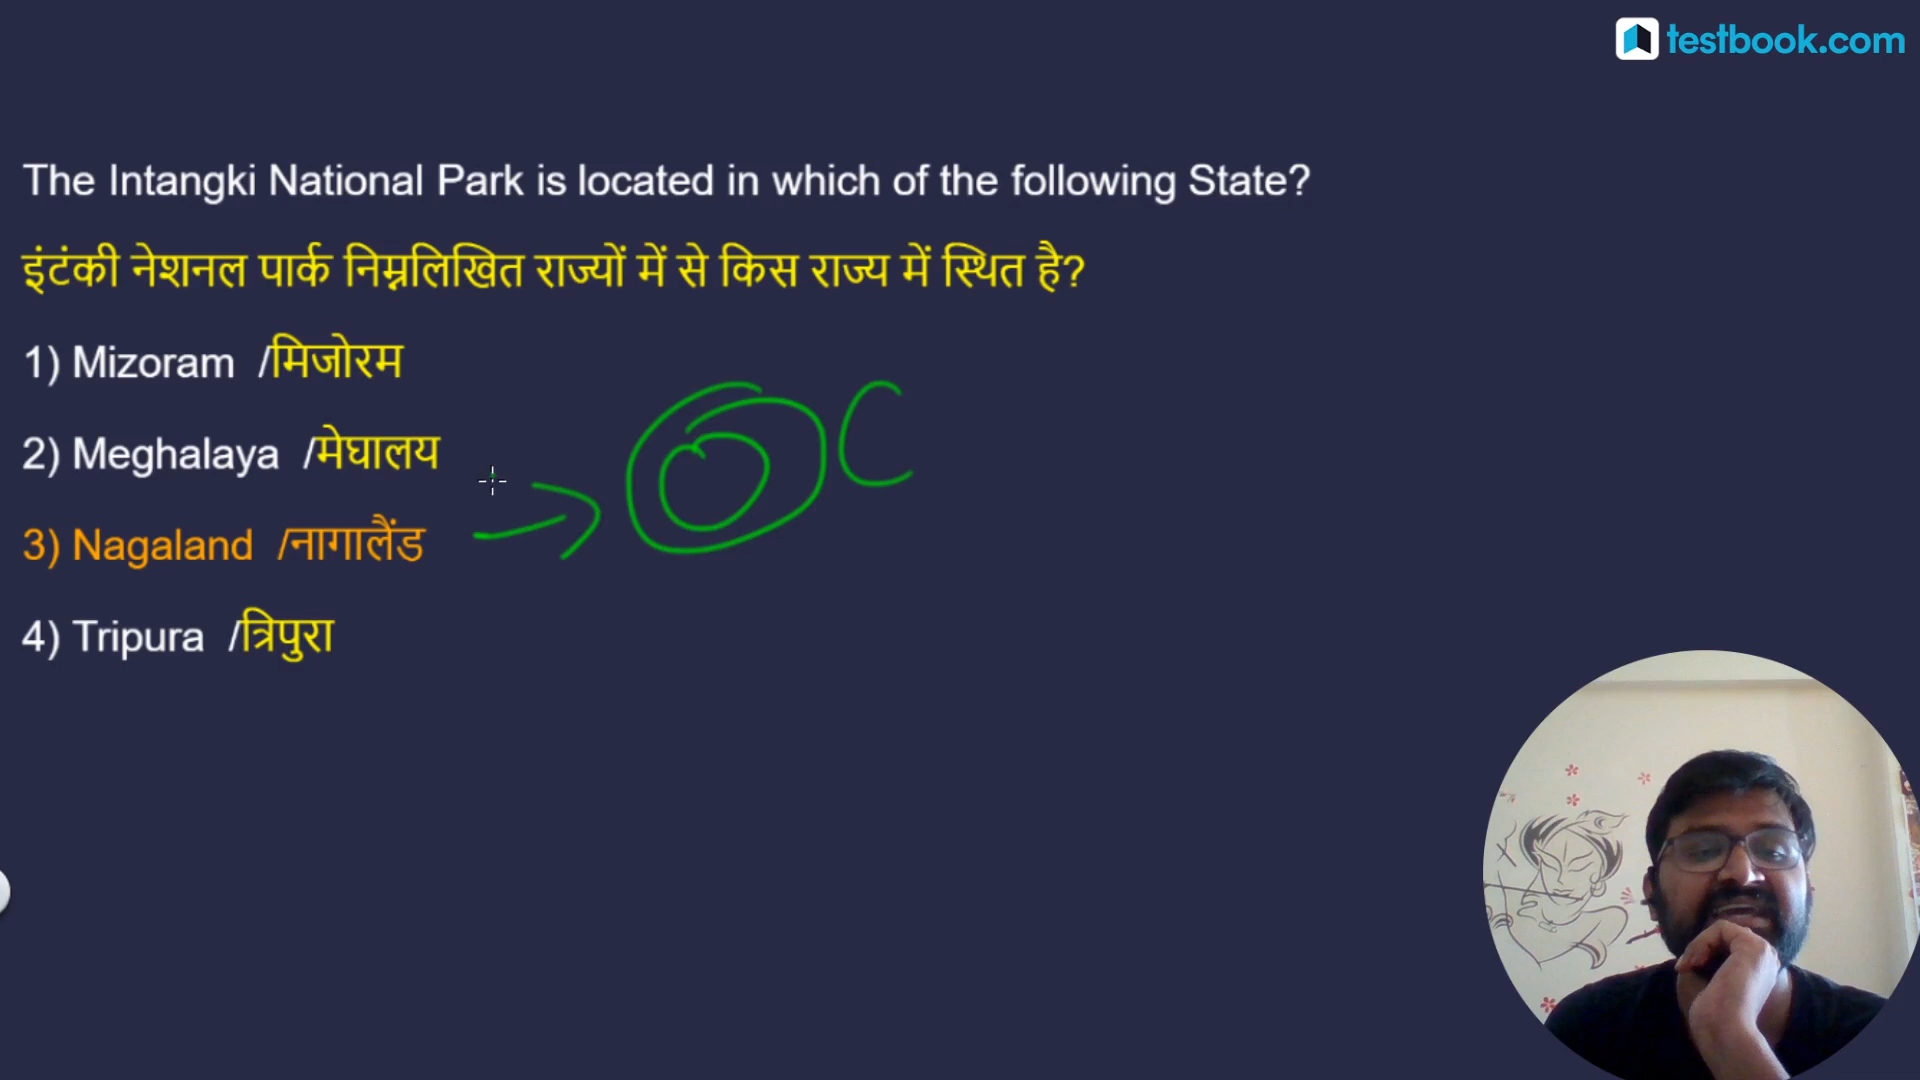 testbook.com
The Intangki National Park is located in which of the following State?
इंटंकी नेशनल पार्क निम्नलिखित राज्यों में से किस राज्य में स्थित है?
1) Mizoram /मिजोरम
2) Meghalaya /मेघालय
3) Nagaland /नागालैंड
4) Tripura /त्रिपुरा